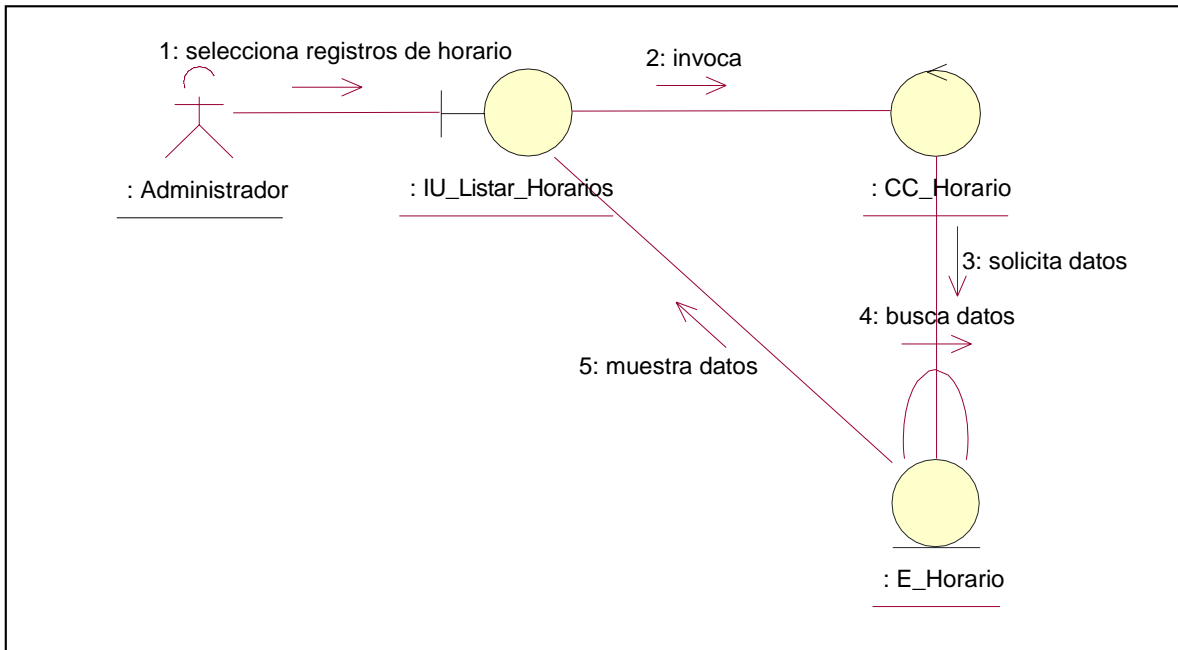 1: selecciona registros de horario
2: invoca
: Administrador
: IU_Listar_Horarios
: CC_Horario
3: solicita datos
4: busca datos
5: muestra datos
: E_Horario